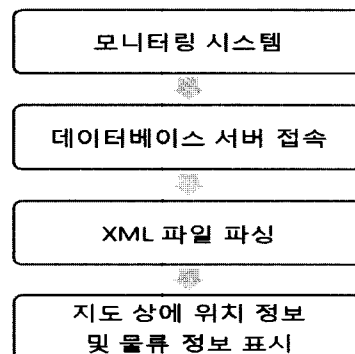 모니터링 시스템
데이터베이스 서버 접속
XML 파일 파싱
지도 상에 위치 정보
및 물류 정보 표시